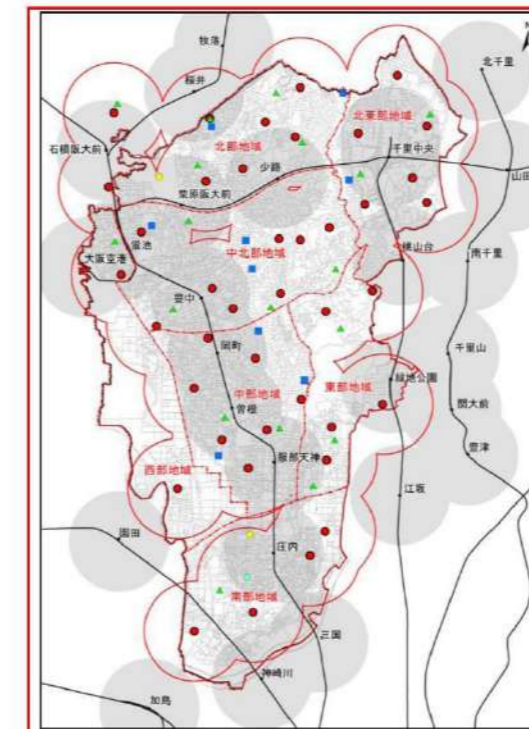 牧落
北千里
桜井
北東部地域
北部地域
石橋阪大前
千里中央
山田
少路
柴原阪大前
蛍池
中北部地域
大阪空港
桃山台
南千里
豊中
岡町
千里山
中部地域
東部地域
緑地公園
曽根
関大前
豊津
服部天神
西部地域
江坂
園田
庄内
南部地域
三国
神崎川
加島